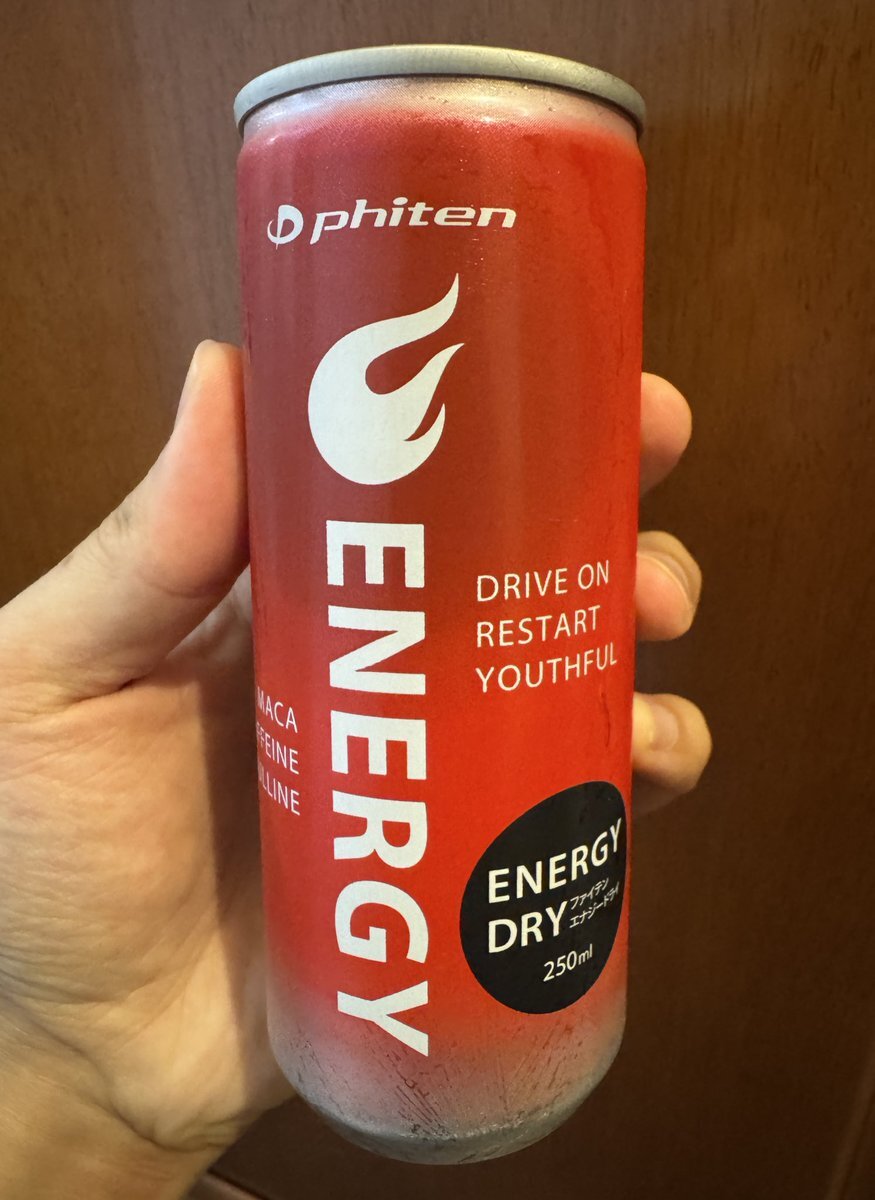 phiten
ENERGY
DRIVE ON
RESTART
YOUTHFUL
MACA
ENERGY
DRY
ファイテン
エナジードライ
250ml